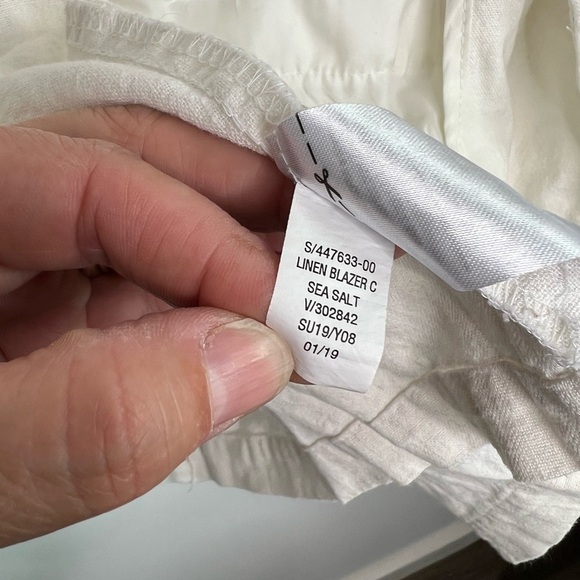 S/447633-00
LINEN BLAZER C
SEA SALT
V/302842
SU19/Y08
01/19